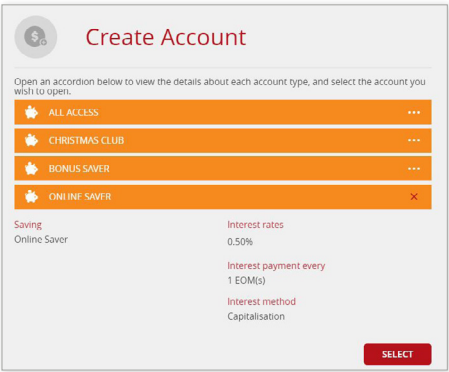 Create Account
Open an accordion below to view the details about each account type, and select the account you
wish to open.
ALL ACCESS
CHRISTMAS CLUB
BONUS SAVER
ONLINE SAVER
Saving
Online Saver
Interest rates
0.50%
Interest payment every
1 EOM(s)
Interest method
Capitalisation
SELECT